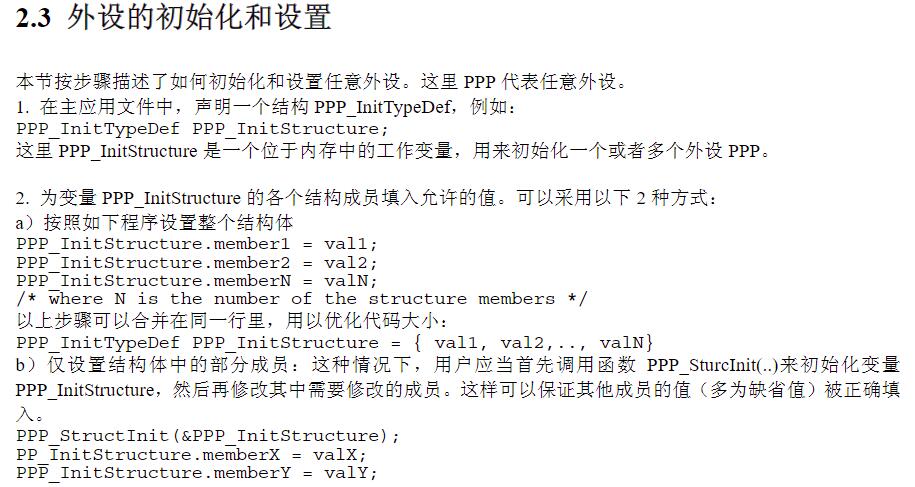 2.3 外设的初始化和设置
本节按步骤描述了如何初始化和设置任意外设。这里 PPP 代表任意外设。
1. 在主应用文件中，声明一个结构 PPP_InitTypeDef，例如：
PPP_InitTypeDef PPP_InitStructure;
这里 PPP_InitStructure 是一个位于内存中的工作变量，用来初始化一个或者多个外设 PPP。
2. 为变量 PPP_InitStructure 的各个结构成员填入允许的值。可以采用以下 2 种方式：
a）按照如下程序设置整个结构体
PPP_InitStructure.member1 = val1;
PPP_InitStructure.member2 = val2;
PPP_InitStructure.memberN = valN;
/* where N is the number of the structure members */
以上步骤可以合并在同一行里，用以优化代码大小：
PPP_InitTypeDef PPP_InitStructure = { val1, val2,.., valN}
b）仅设置结构体中的部分成员：这种情况下，用户应当首先调用函数 PPP_SturcInit(..)来初始化变量
PPP_InitStructure，然后再修改其中需要修改的成员。这样可以保证其他成员的值（多为缺省值）被正确填
入。
PPP_StructInit(&PPP_InitStructure);
PP_InitStructure.memberX = valX;
PPP_InitStructure.memberY = valY;